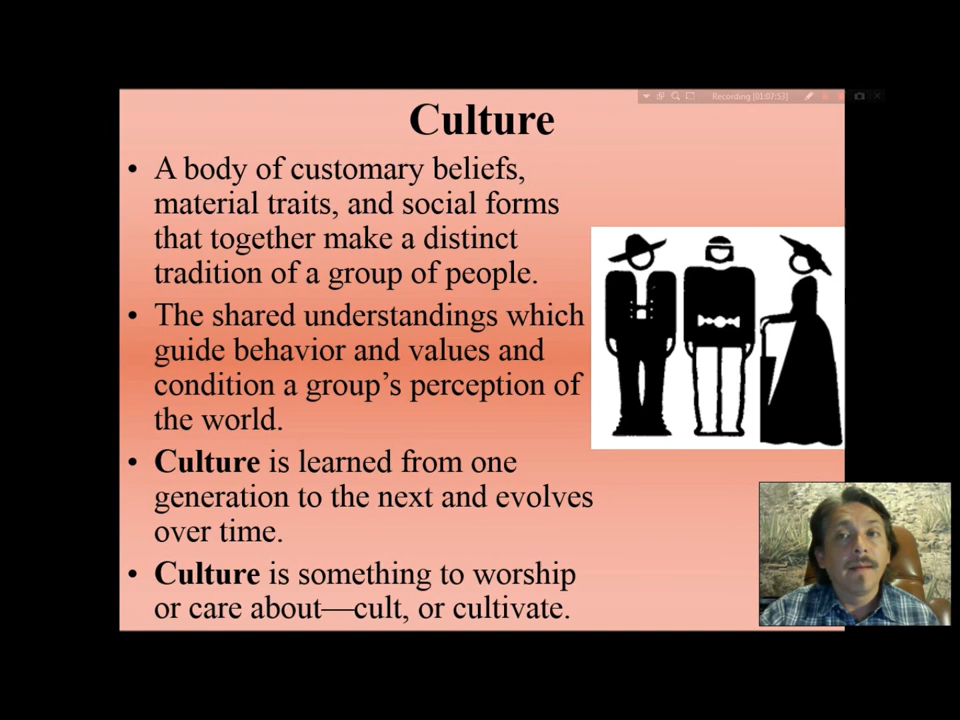 Recording [01:07:53]
Culture
• A body of customary beliefs,
material traits, and social forms
that together make a distinct
tradition of a group of people.
• The shared understandings which
guide behavior and values and
condition a group's perception of
the world.
• Culture is learned from one
generation to the next and evolves
over time.
• Culture is something to worship
or care about—cult, or cultivate.